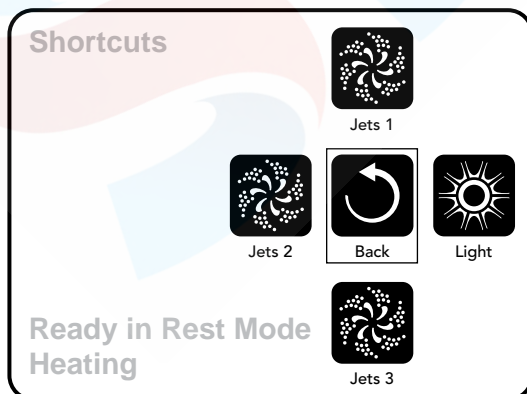 Shortcuts
Jets 1
Jets 2
Back
Light
Ready in Rest Mode
Heating
Jets 3